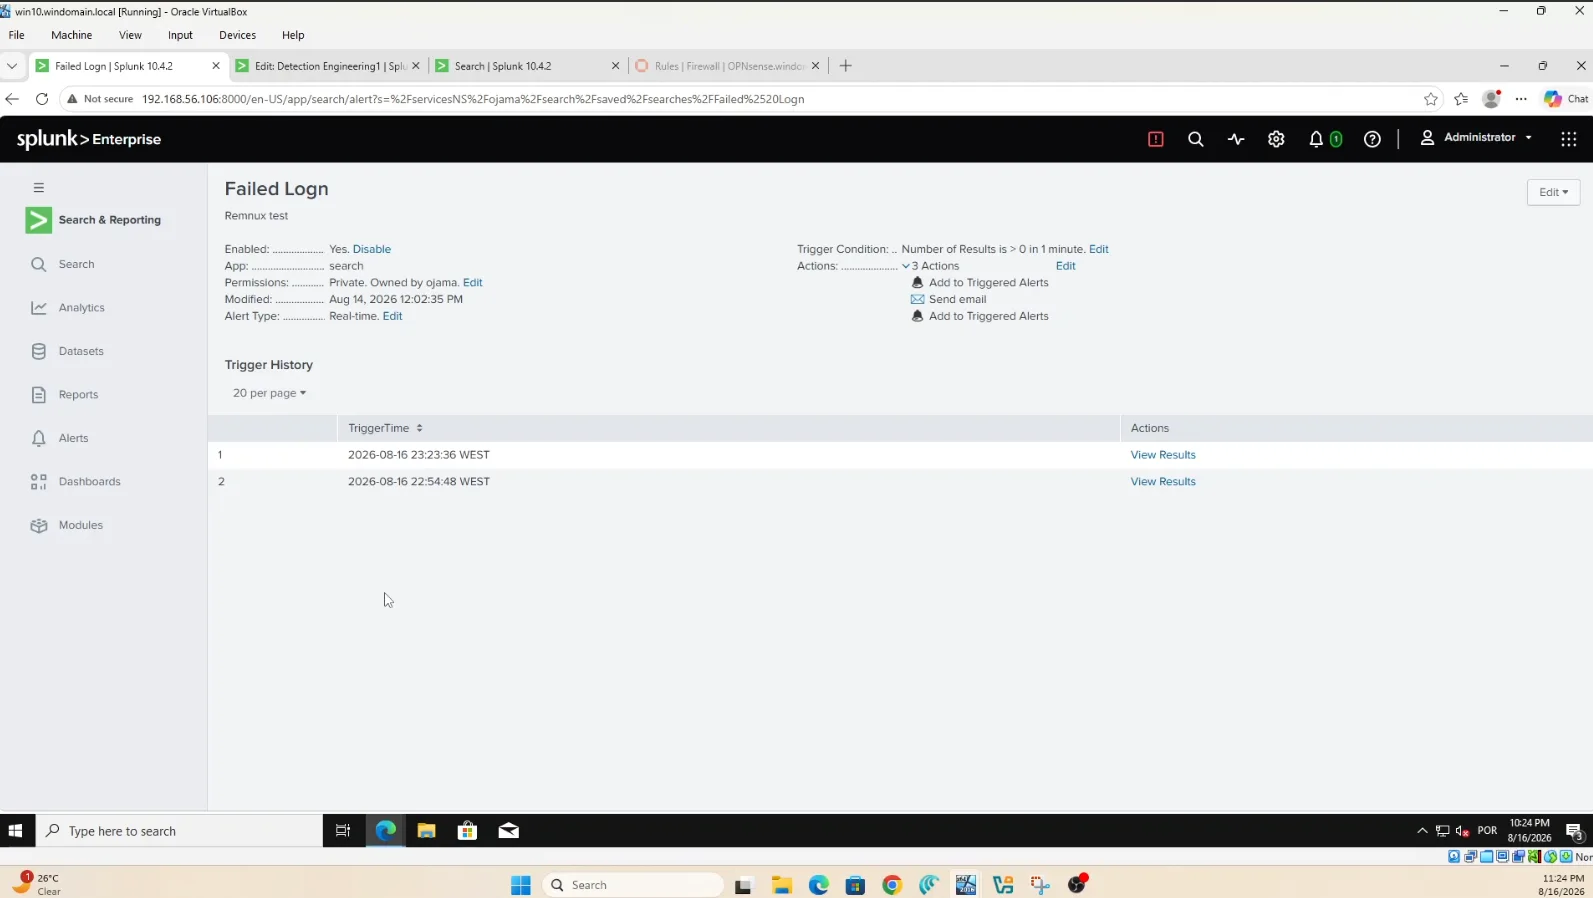 win10.windomain.local [Running] - Oracle VirtualBox
File Machine View Input Devices Help
Failed Logn | Splunk 10.4.2 Edit: Detection Engineering1 | Splu Search | Splunk 10.4.2 Rules | Firewall | OPNsense.windo
Not secure 192.168.56.106:8000/en-US/app/search/alert?s=%2FservicesNS%2Fojama%2Fsearch%2Fsaved%2Fsearches%2FFailed%2520Logn Chat
splunk>Enterprise 1 Administrator
Failed Logn
Edit
Remnux test
Search & Reporting
Search
Analytics
Datasets
Reports
Alerts
Dashboards
Modules
Enabled: .................... Yes. Disable
App: ........................... search
Permissions: ............ Private. Owned by ojama. Edit
Modified: ................. Aug 14, 2026 12:02:35 PM
Alert Type: ............... Real-time. Edit
Trigger Condition: .. Number of Results is > 0 in 1 minute. Edit
Actions: .................... 3 Actions Edit
Add to Triggered Alerts
Send email
Add to Triggered Alerts
Trigger History
20 per page
TriggerTime Actions
1 2026-08-16 23:23:36 WEST View Results
2 2026-08-16 22:54:48 WEST View Results
Type here to search
POR
10:24 PM
8/16/2026
3
Nor
1
26°C
Clear
Search
11:24 PM
8/16/2026